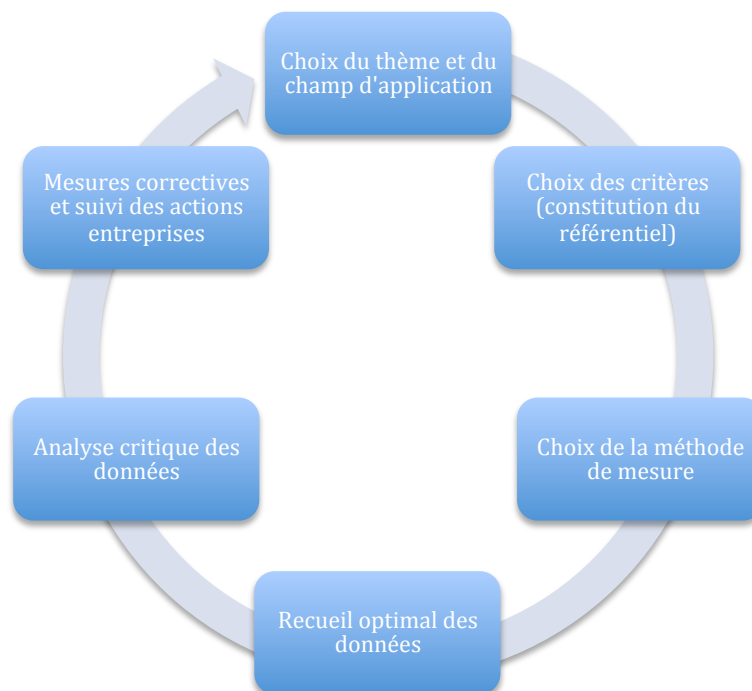 Choix du thème et du
champ d'application
Choix des critères
(constitution du
référentiel)
Choix de la méthode
de mesure
Recueil optimal des
données
Analyse critique des
données
Mesures correctives
et suivi des actions
entreprises